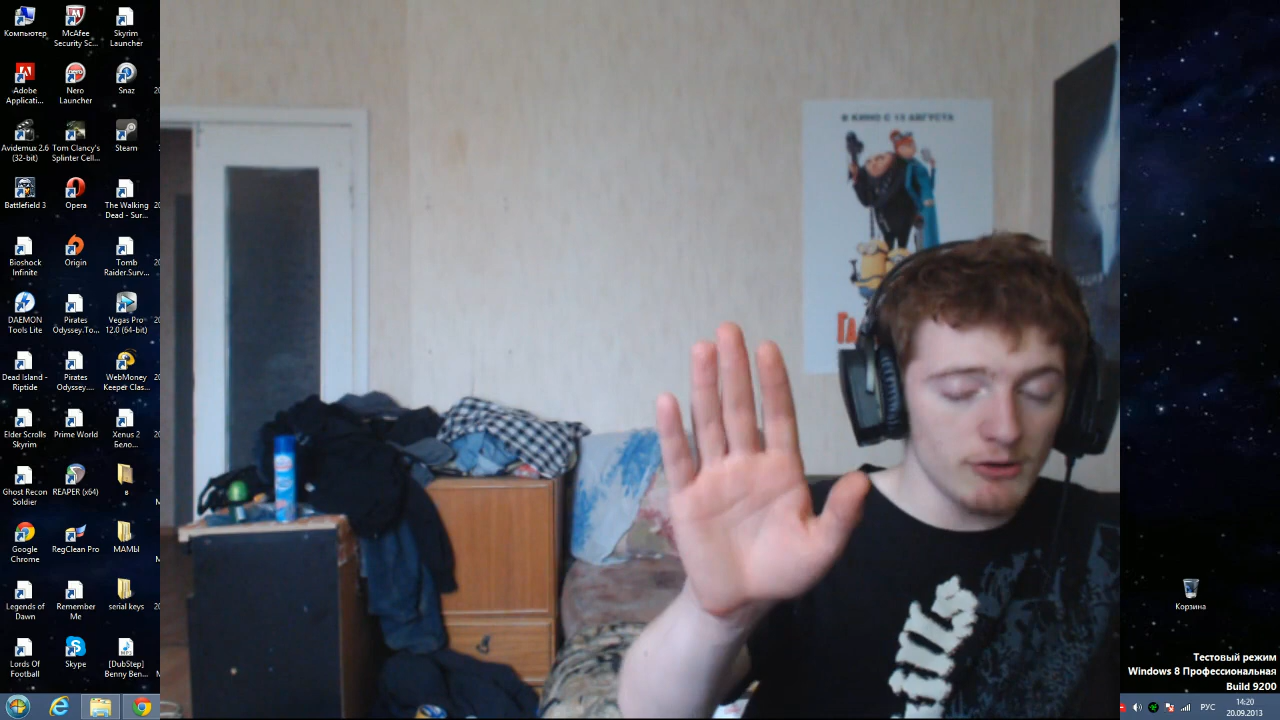 Компьютер
McAfee
Security Sc...
Skyrim
Launcher
Adobe
Applicati...
Nero
Launcher
Snaz
Avidemux 2.6
(32-bit)
Tom Clancy's
Splinter Cell...
Steam
Battlefield 3
Opera
The Walking
Dead - Sur...
Bioshock
Infinite
Origin
Tomb
Raider.Surv...
DAEMON
Tools Lite
Pirates
Odyssey.To...
Vegas Pro
12.0 (64-bit)
Dead Island -
Riptide
Pirates
Odyssey....
WebMoney
Keeper Clas...
Elder Scrolls
Skyrim
Prime World
Xenus 2
Бело...
Ghost Recon
Soldier
REAPER (x64)
в
Google
Chrome
RegClean Pro
МАМЫ
Legends of
Dawn
Remember
Me
serial keys
Lords Of
Football
Skype
[DubStep]
Benny Ben...
В КИНО С 15 АВГУСТА
ГА
Корзина
Тестовый режим
Windows 8 Профессиональная
Build 9200
РУС
14:20
20.09.2013